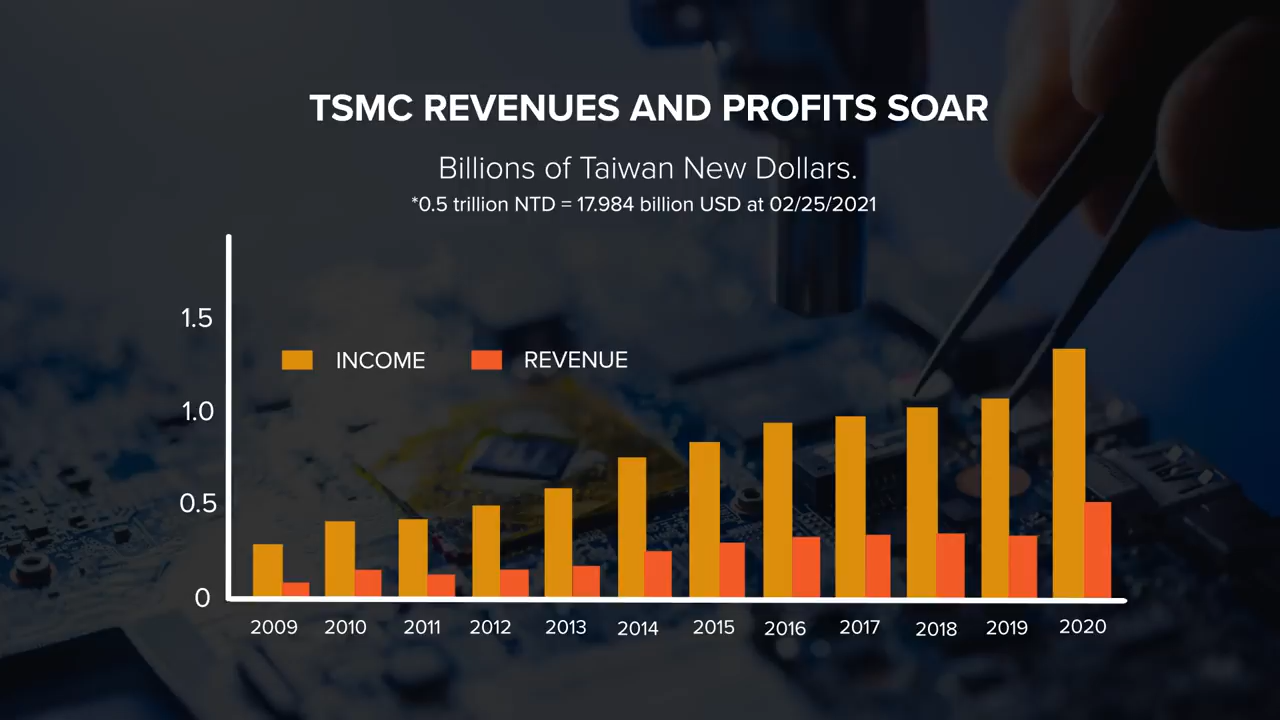 TSMC REVENUES AND PROFITS SOAR
Billions of Taiwan New Dollars.
*0.5 trillion NTD = 17.984 billion USD at 02/25/2021
1.5
INCOME REVENUE
1.0
0.5
0
2009 2010 2011 2012 2013 2014 2015 2016 2017 2018 2019 2020